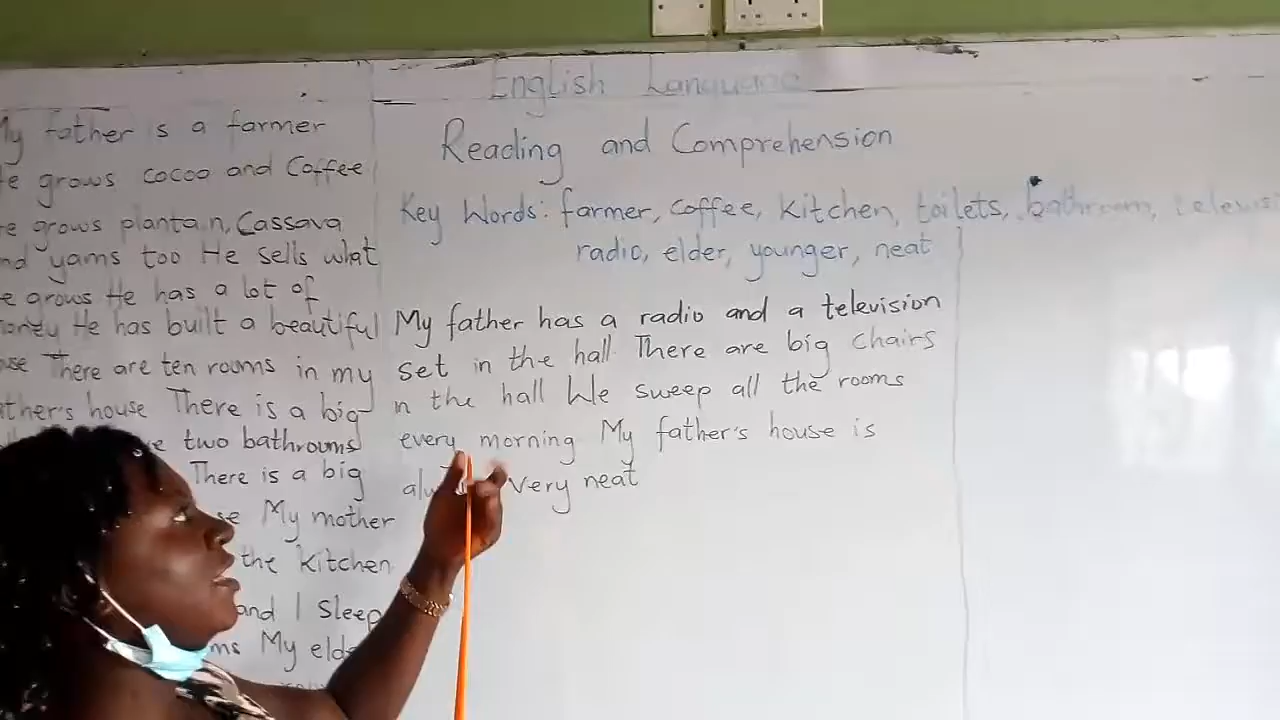 English Language
Reading and Comprehension
Key Words: farmer, coffee, kitchen, toilets, bathroom,
radio, elder, younger, neat
My father is a farmer
grows cocoa and Coffee
grows plantain, Cassava
yams too He sells what
grows He has a lot of
He has built a beautiful
There are ten rooms in my
house There is a big
two bathrooms
There is a big
My mother
the kitchen
and I sleep
My
My father has a radio and a television
set in the hall There are big chairs
in the hall We sweep all the rooms
every morning My father's house is
very neat